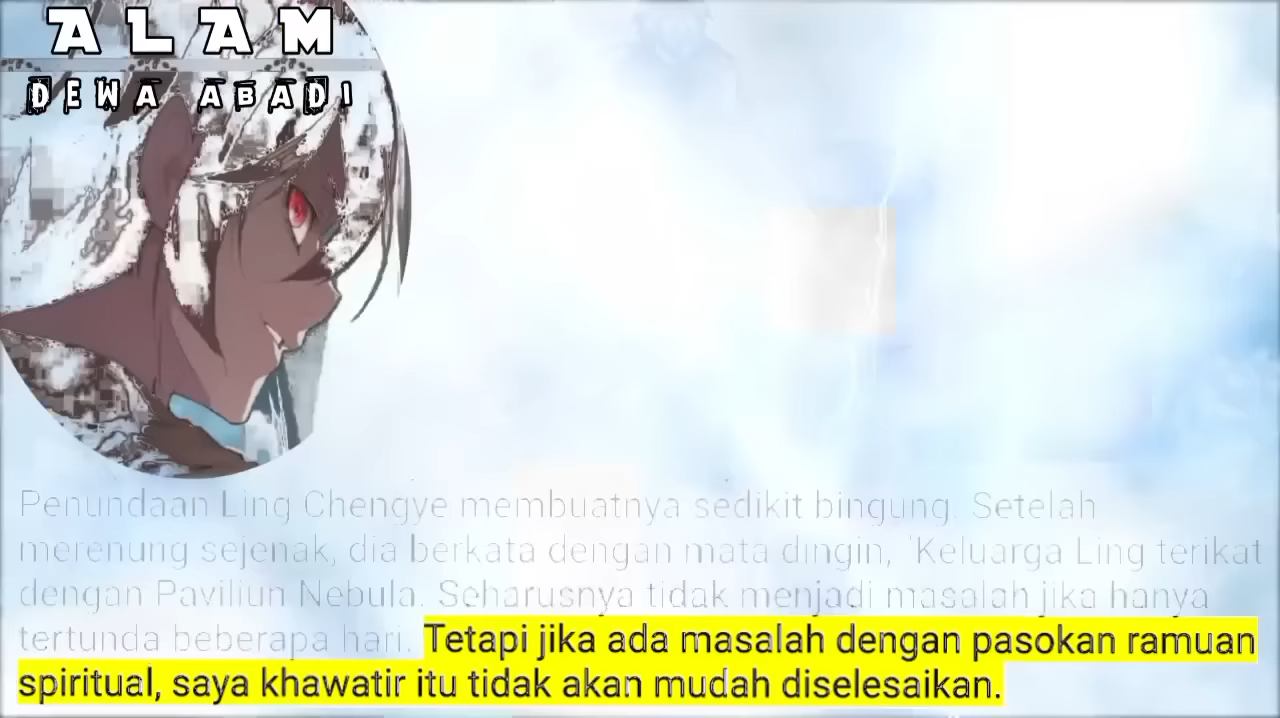 ALAM
DEWA ABADI
Penundaan Ling Chengye membuatnya sedikit bingung. Setelah
merenung sejenak, dia berkata dengan mata dingin, 'Keluarga Ling terikat
dengan Paviliun Nebula. Seharusnya tidak menjadi masalah jika hanya
tertunda beberapa hari. Tetapi jika ada masalah dengan pasokan ramuan
spiritual, saya khawatir itu tidak akan mudah diselesaikan.